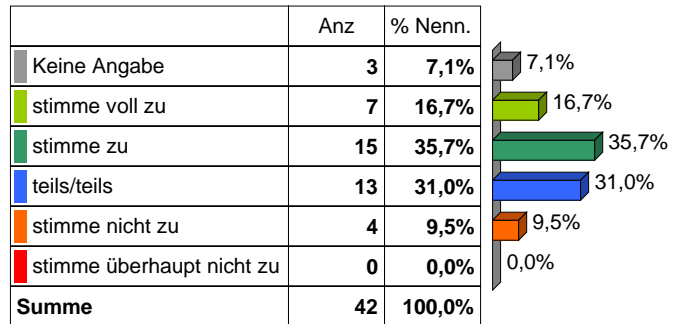 Anz % Nenn.
Keine Angabe 3 7,1% 7,1%
stimme voll zu 7 16,7% 16,7%
stimme zu 15 35,7% 35,7%
teils/teils 13 31,0% 31,0%
stimme nicht zu 4 9,5% 9,5%
stimme überhaupt nicht zu 0 0,0% 0,0%
Summe 42 100,0%